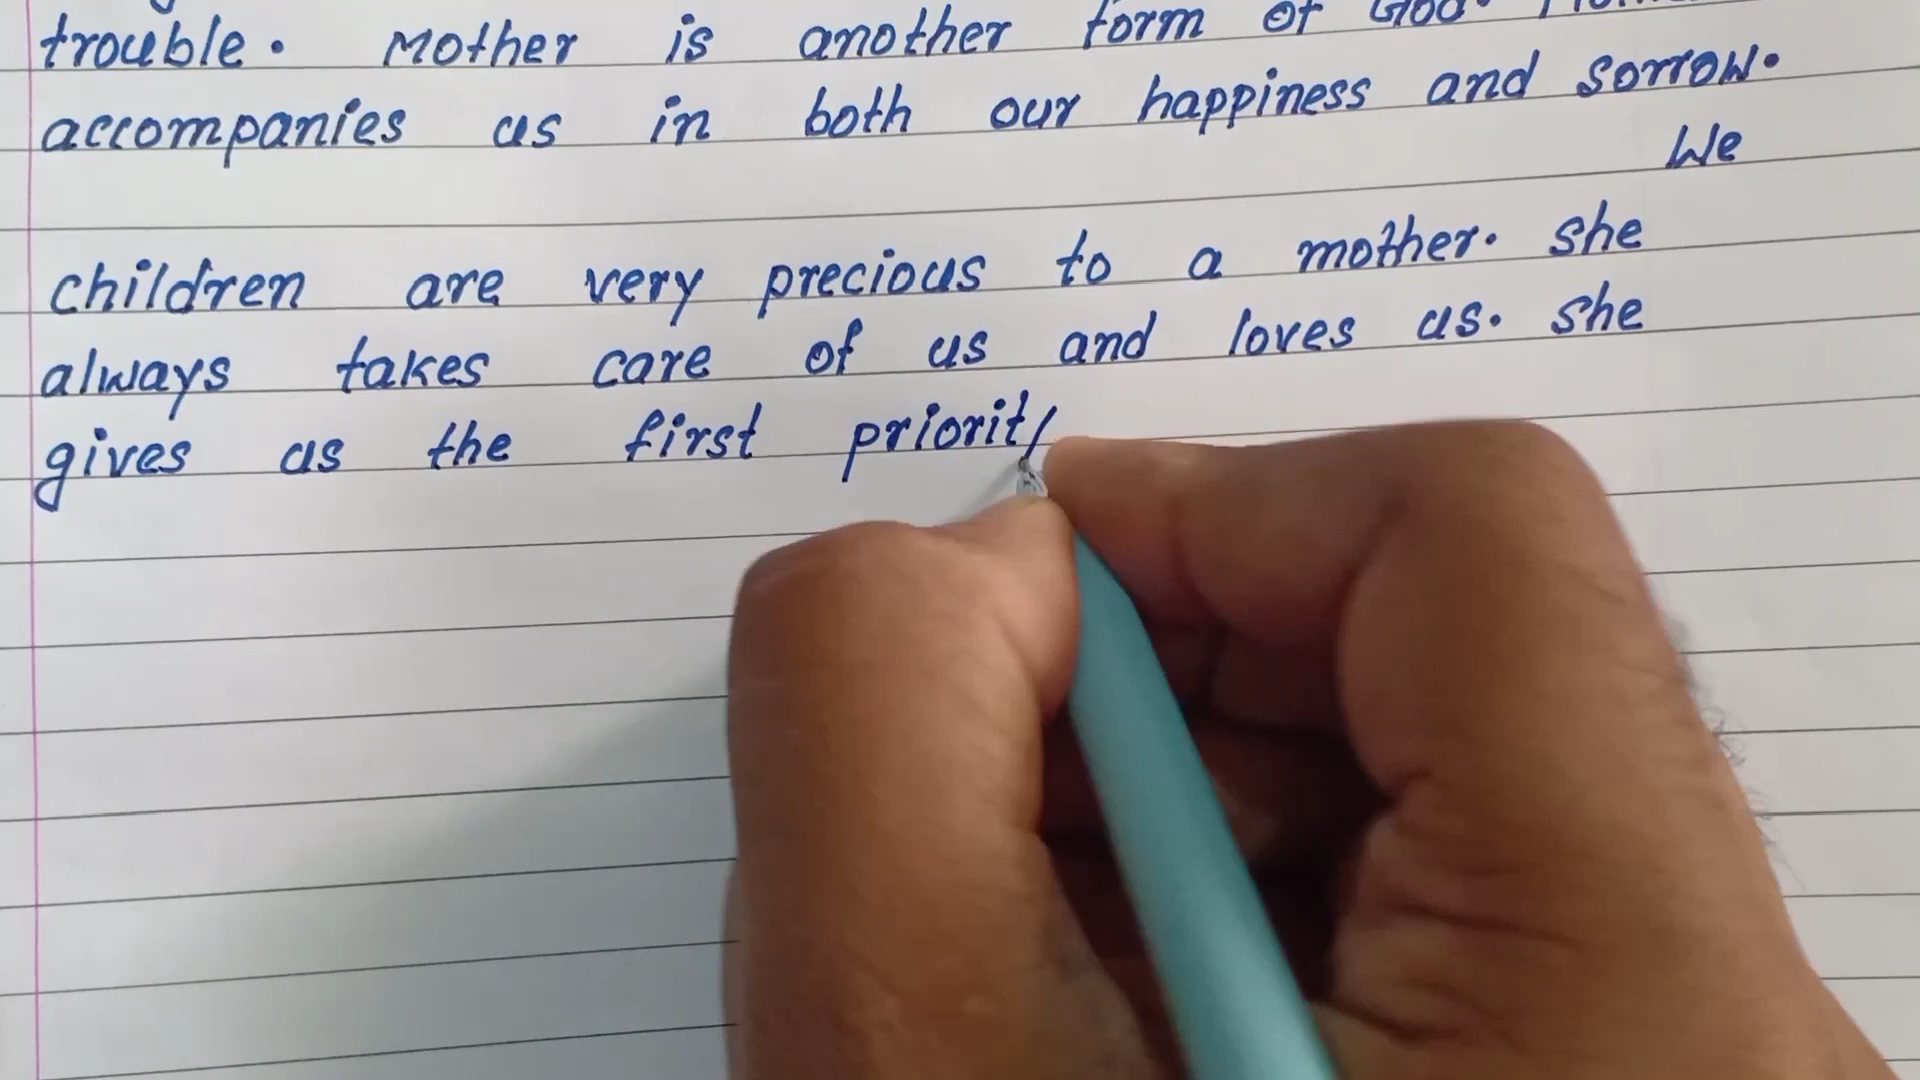 trouble. Mother is another form of God.
accompanies us in both our happiness and sorrow.
We
children are very precious to a mother. she
always takes care of us and loves us. she
gives us the first priorit